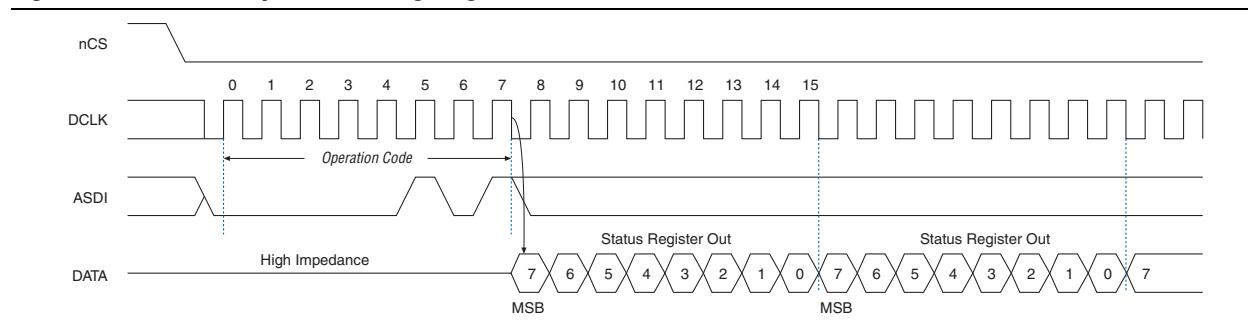 nCS
0 1 2 3 4 5 6 7 8 9 10 11 12 13 14 15
DCLK
Operation Code
ASDI
Status Register Out Status Register Out
High Impedance
DATA 7 6 5 4 3 2 1 0 7 6 5 4 3 2 1 0 7
MSB MSB